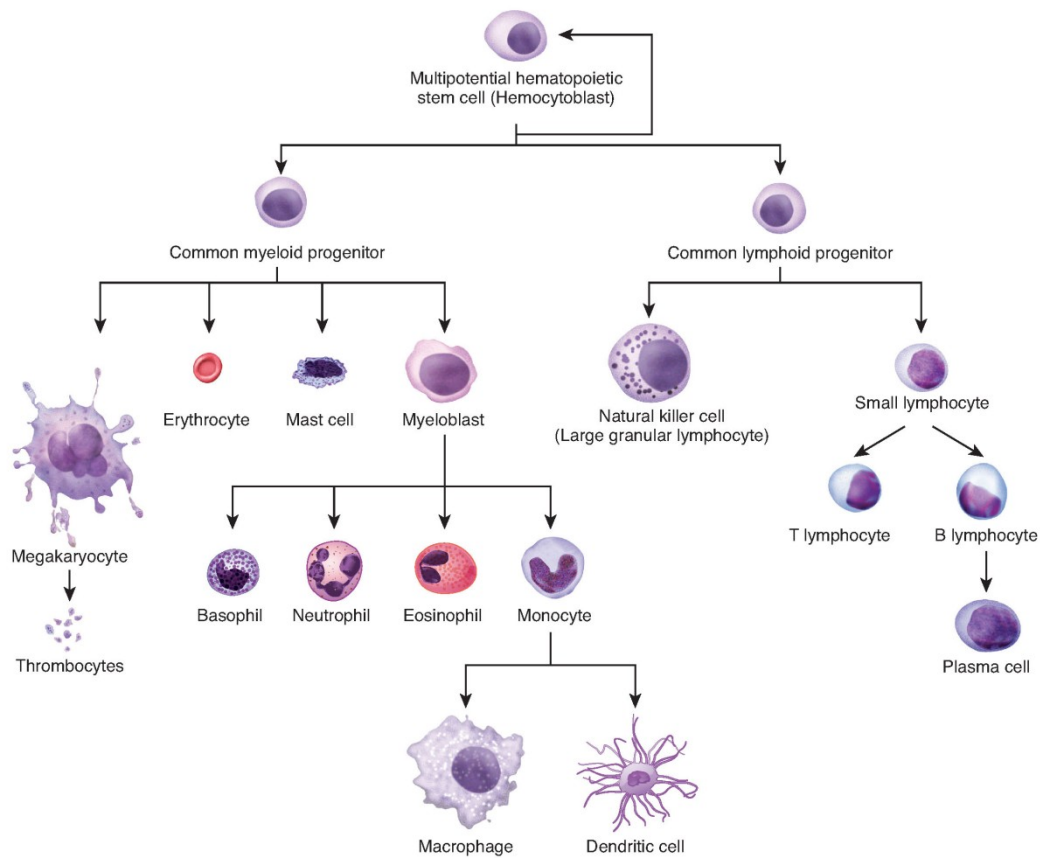 Multipotential hematopoietic
stem cell (Hemocytoblast)
Common myeloid progenitor
Common lymphoid progenitor
Erythrocyte
Mast cell
Myeloblast
Natural killer cell
(Large granular lymphocyte)
Small lymphocyte
Megakaryocyte
T lymphocyte
B lymphocyte
Basophil
Neutrophil
Eosinophil
Monocyte
Thrombocytes
Plasma cell
Macrophage
Dendritic cell